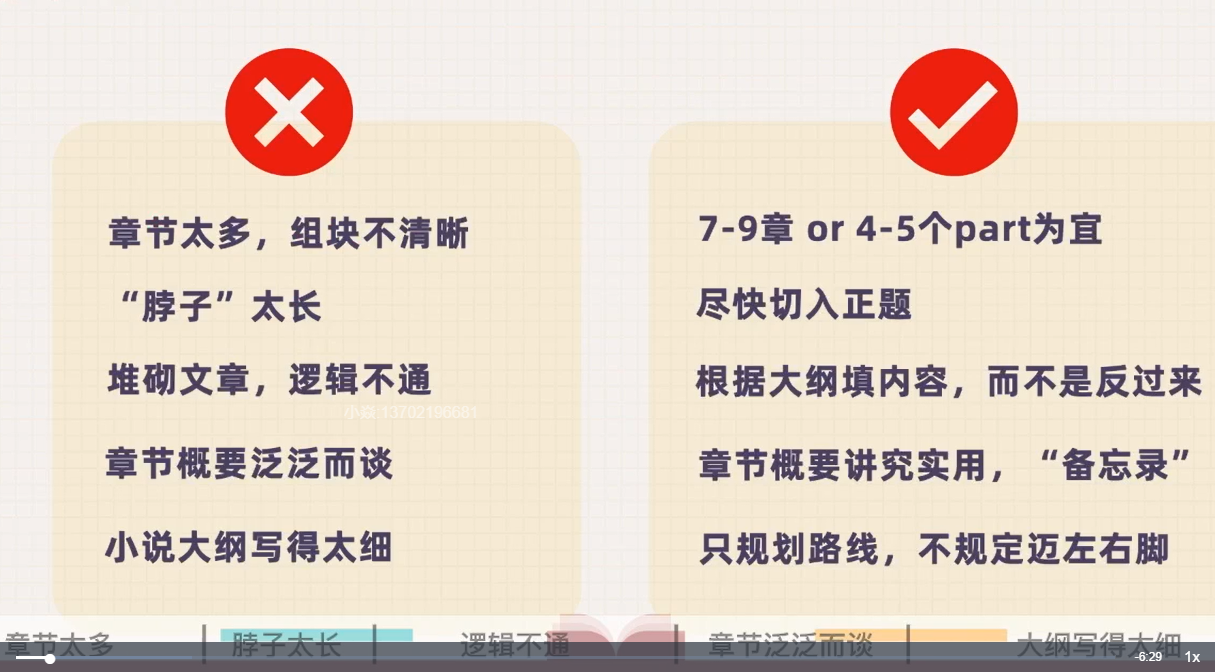 章节太多，组块不清晰
“脖子”太长
堆砌文章，逻辑不通
小焱 13702196681
章节概要泛泛而谈
小说大纲写得太细
7-9章 or 4-5个part为宜
尽快切入正题
根据大纲填内容，而不是反过来
章节概要讲究实用，“备忘录”
只规划路线，不规定迈左右脚
章节太多 脖子太长 逻辑不通 章节泛泛而谈 大纲写得太细
-6:29 1x